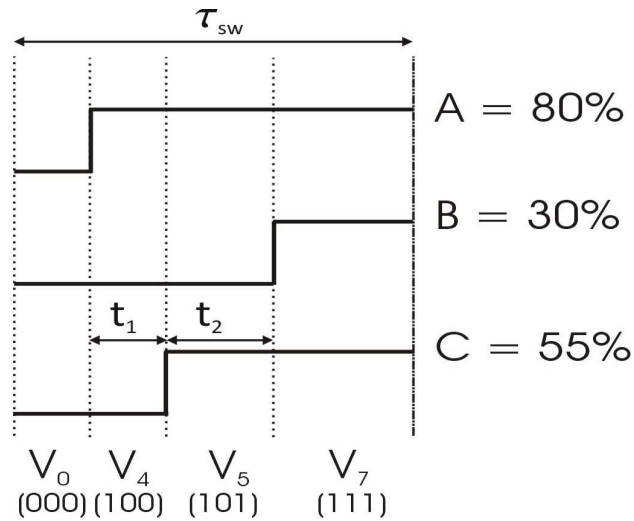 τsw
A = 80%
B = 30%
t1 t2
C = 55%
V0 V4 V5 V7
(000) (100) (101) (111)